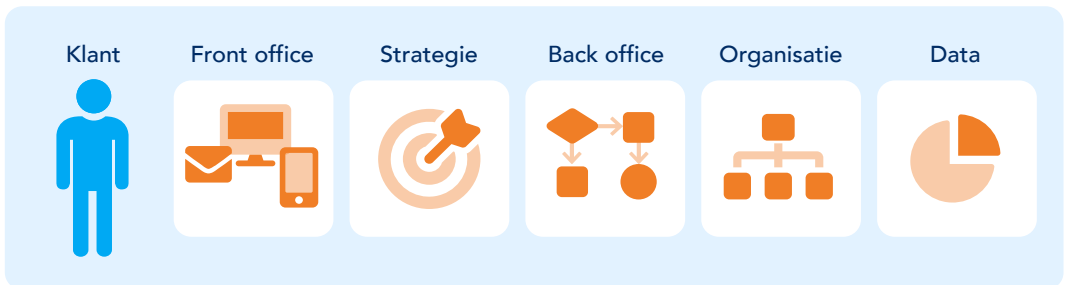 Klant
Front office
Strategie
Back office
Organisatie
Data